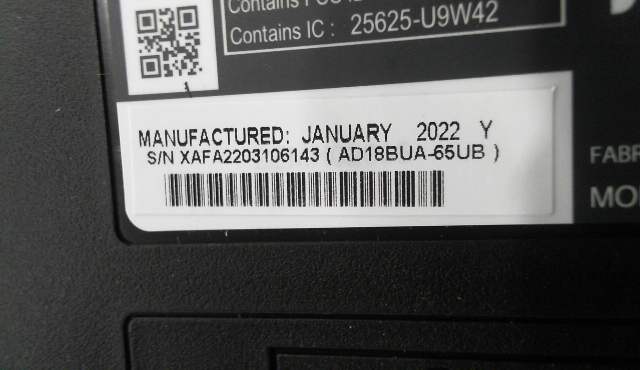 Contains IC : 25625-U9W42
MANUFACTURED: JANUARY 2022 Y
S/N XAFA2203106143 ( AD18BUA-65UB )